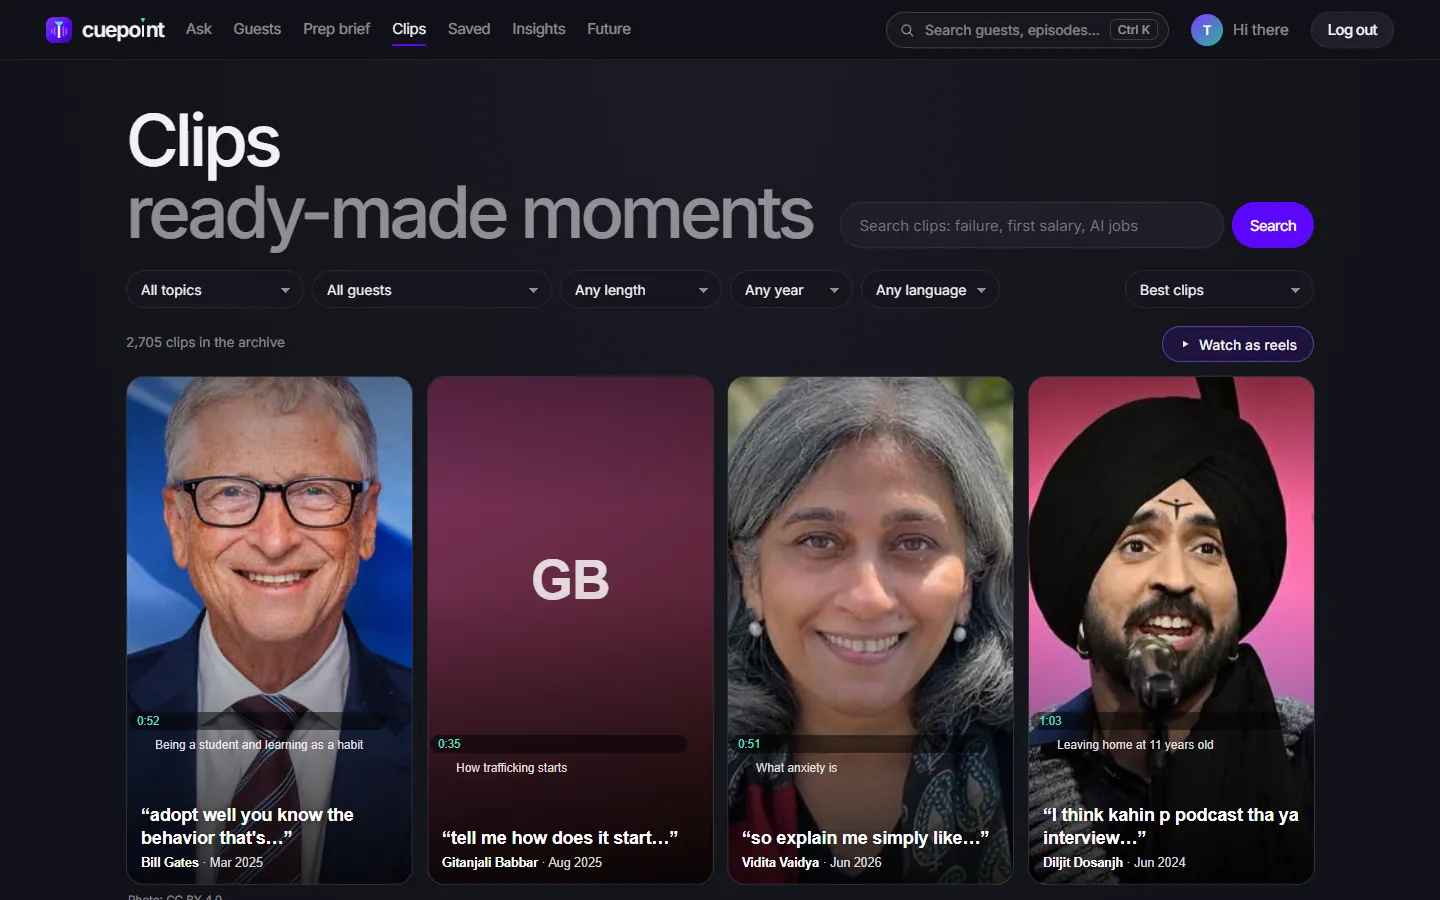 cuepoint
Ask
Guests
Prep brief
Clips
Saved
Insights
Future
Search guests, episodes...
Ctrl K
T
Hi there
Log out
Clips
ready-made moments
Search clips: failure, first salary, AI jobs
Search
All topics
All guests
Any length
Any year
Any language
Best clips
2,705 clips in the archive
Watch as reels
0:52
Being a student and learning as a habit
“adopt well you know the
behavior that's…”
Bill Gates · Mar 2025
GB
0:35
How trafficking starts
“tell me how does it start…”
Gitanjali Babbar · Aug 2025
0:51
What anxiety is
“so explain me simply like…”
Vidita Vaidya · Jun 2026
1:03
Leaving home at 11 years old
“I think kahin p podcast tha ya
interview…”
Diljit Dosanjh · Jun 2024
Photo: CC BY 4.0